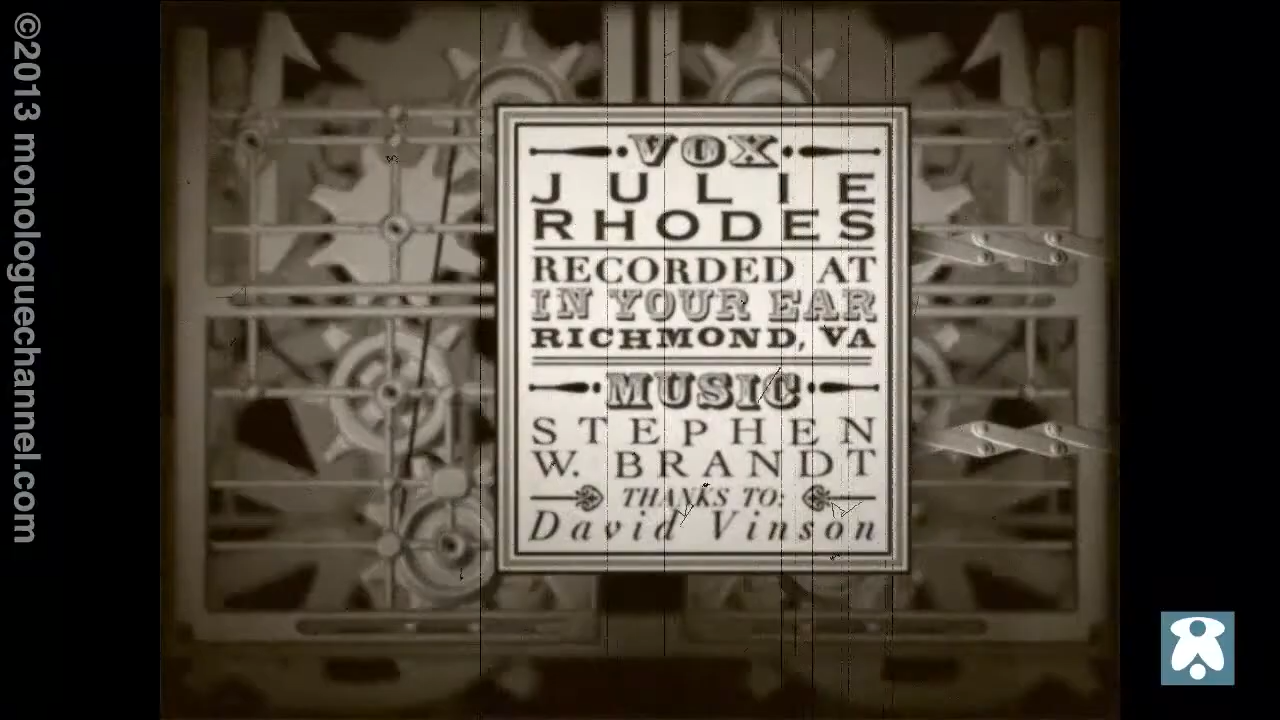 ©2013 monologuechannel.com
VOX
JULIE
RHODES
RECORDED AT
IN YOUR EAR
RICHMOND, VA
MUSIC
STEPHEN
W. BRANDT
THANKS TO:
David Vinson